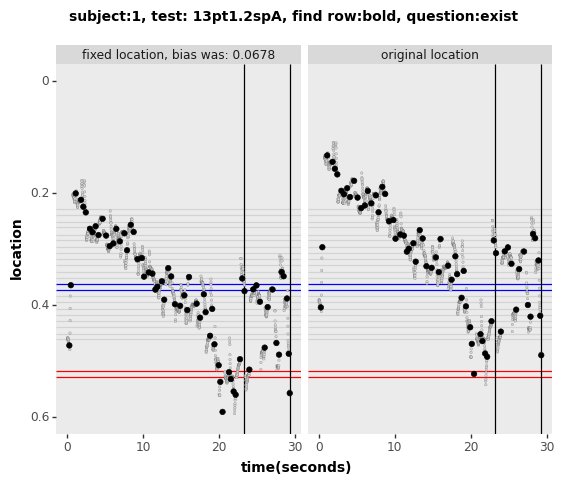 subject:1, test: 13pt1.2spA, find row:bold, question:exist
fixed location, bias was: 0.0678
original location
0
0.2
0.4
0.6
location
0 10 20 30
0 10 20 30
time(seconds)